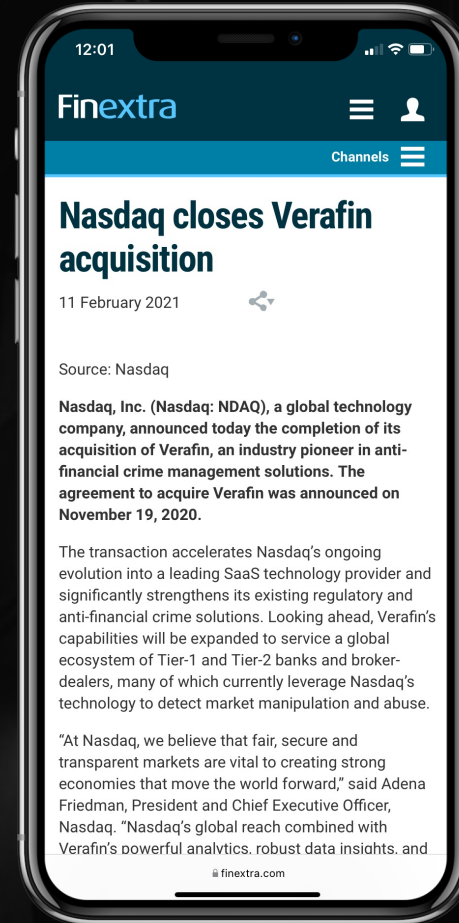 12:01
Finextra
Channels
Nasdaq closes Verafin
acquisition
11 February 2021
Source: Nasdaq
Nasdaq, Inc. (Nasdaq: NDAQ), a global technology
company, announced today the completion of its
acquisition of Verafin, an industry pioneer in anti-
financial crime management solutions. The
agreement to acquire Verafin was announced on
November 19, 2020.
The transaction accelerates Nasdaq’s ongoing
evolution into a leading SaaS technology provider and
significantly strengthens its existing regulatory and
anti-financial crime solutions. Looking ahead, Verafin’s
capabilities will be expanded to service a global
ecosystem of Tier-1 and Tier-2 banks and broker-
dealers, many of which currently leverage Nasdaq’s
technology to detect market manipulation and abuse.
“At Nasdaq, we believe that fair, secure and
transparent markets are vital to creating strong
economies that move the world forward,” said Adena
Friedman, President and Chief Executive Officer,
Nasdaq. “Nasdaq’s global reach combined with
Verafin’s powerful analytics, robust data insights, and
finextra.com